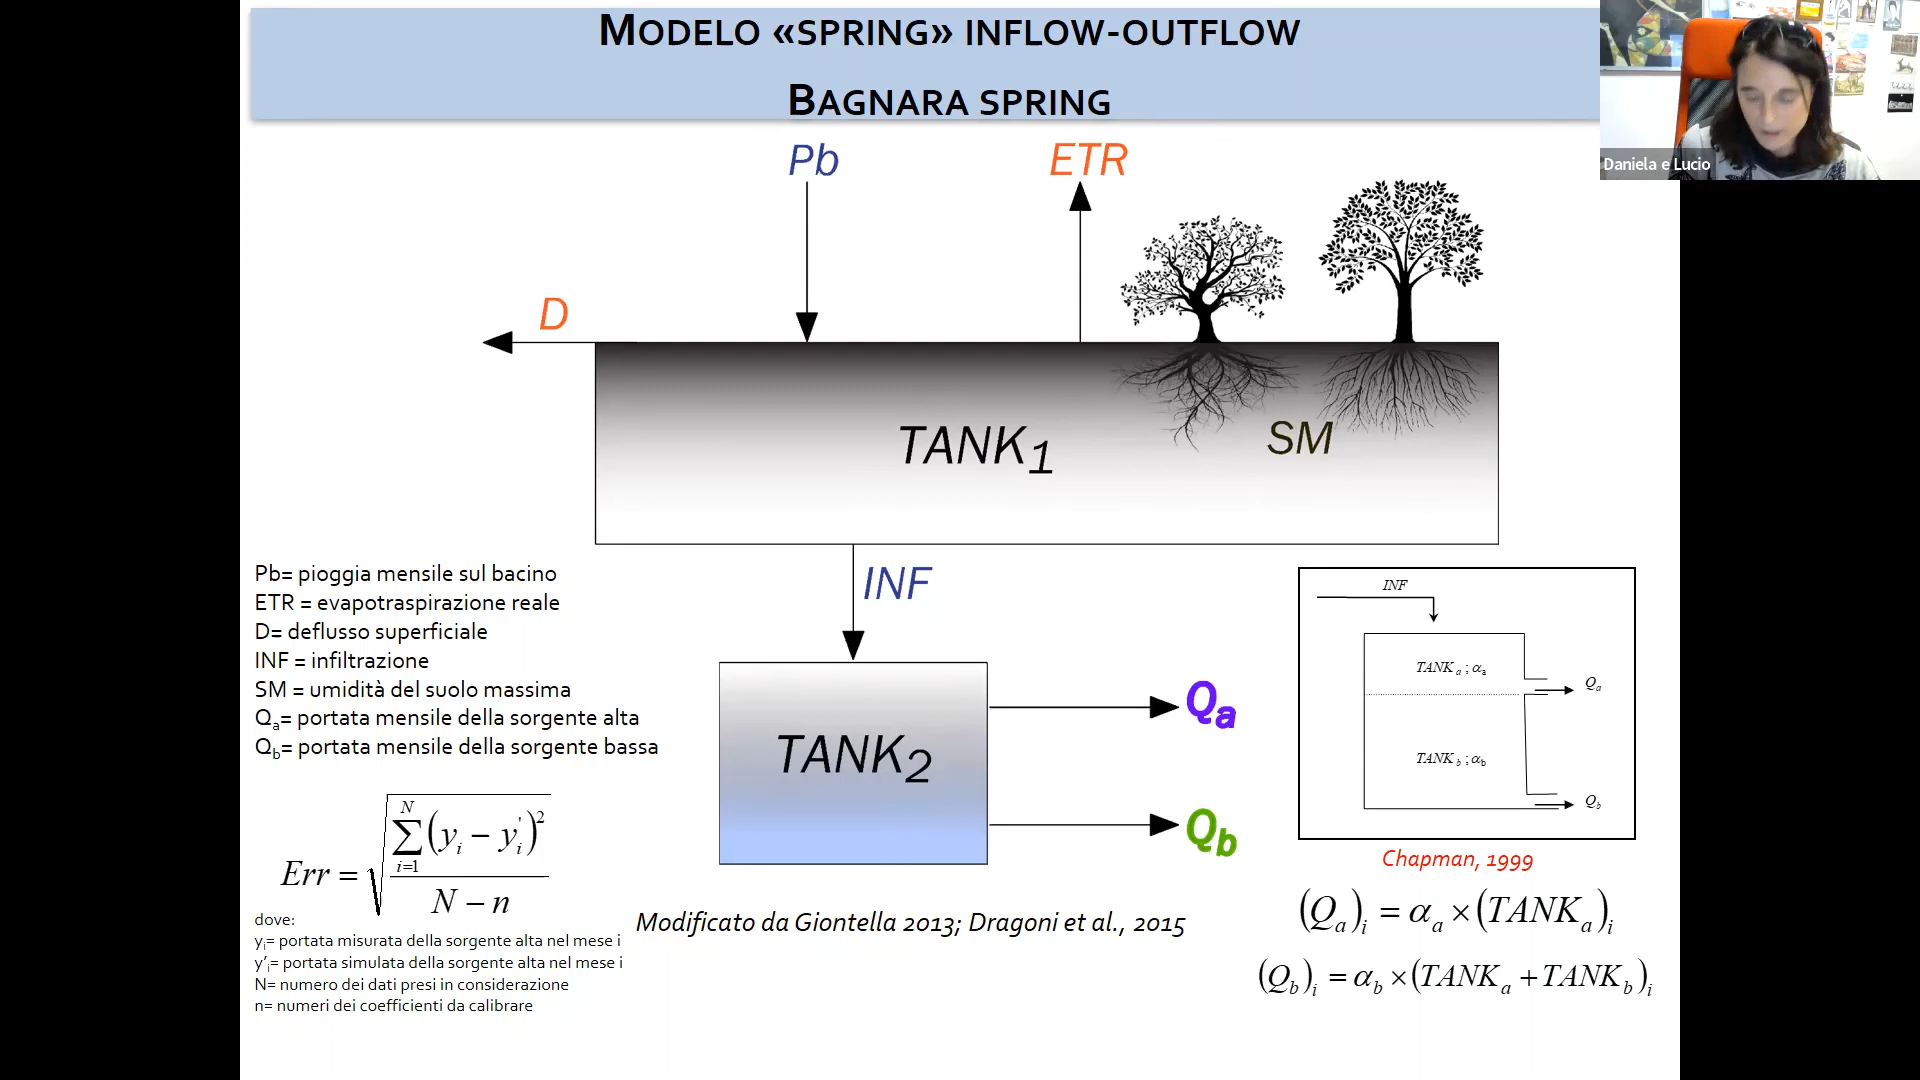 MODELO «SPRING» INFLOW-OUTFLOW
BAGNARA SPRING
Daniela e Lucio
Pb
ETR
D
TANK1
SM
INF
Pb= pioggia mensile sul bacino
ETR = evapotraspirazione reale
D= deflusso superficiale
INF = infiltrazione
SM = umidità del suolo massima
Qa= portata mensile della sorgente alta
Qb= portata mensile della sorgente bassa
TANK2
Qa
Qb
INF
TANK a ; αa
Qa
TANK b ; αb
Qb
Chapman, 1999
Err = √(∑ i=1 N (yi − y'i)² / N − n)
dove:
yi= portata misurata della sorgente alta nel mese i
y'i= portata simulata della sorgente alta nel mese i
N= numero dei dati presi in considerazione
n= numeri dei coefficienti da calibrare
Modificato da Giontella 2013; Dragoni et al., 2015
(Qa)i = αa × (TANKa)i
(Qb)i = αb × (TANKa + TANKb)i